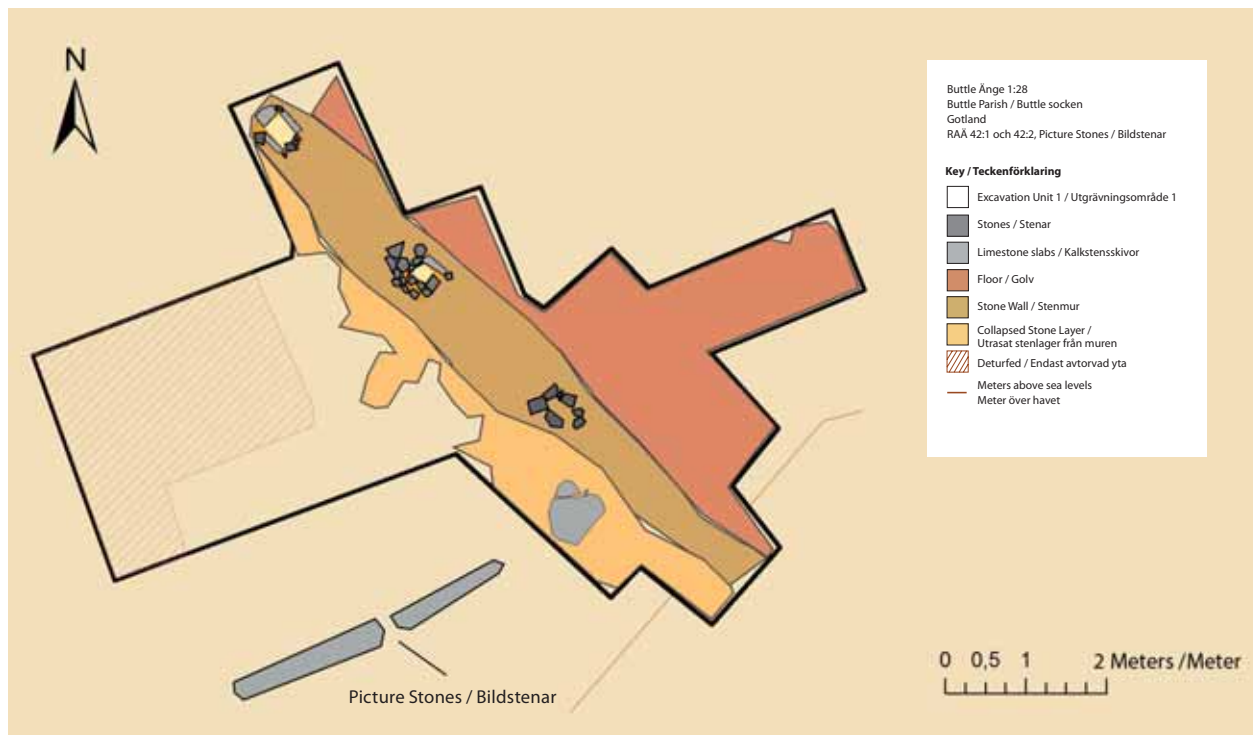 N
Buttle Änge 1:28
Buttle Parish / Buttle socken
Gotland
RAÄ 42:1 och 42:2, Picture Stones / Bildstenar
Key / Teckenförklaring
Excavation Unit 1 / Utgrävningsområde 1
Stones / Stenar
Limestone slabs / Kalkstensskivor
Floor / Golv
Stone Wall / Stenmur
Collapsed Stone Layer /
Utrasat stenlager från muren
Deturfed / Endast avtorvad yta
Meters above sea levels
Meter över havet
Picture Stones / Bildstenar
0 0,5 1 2 Meters /Meter